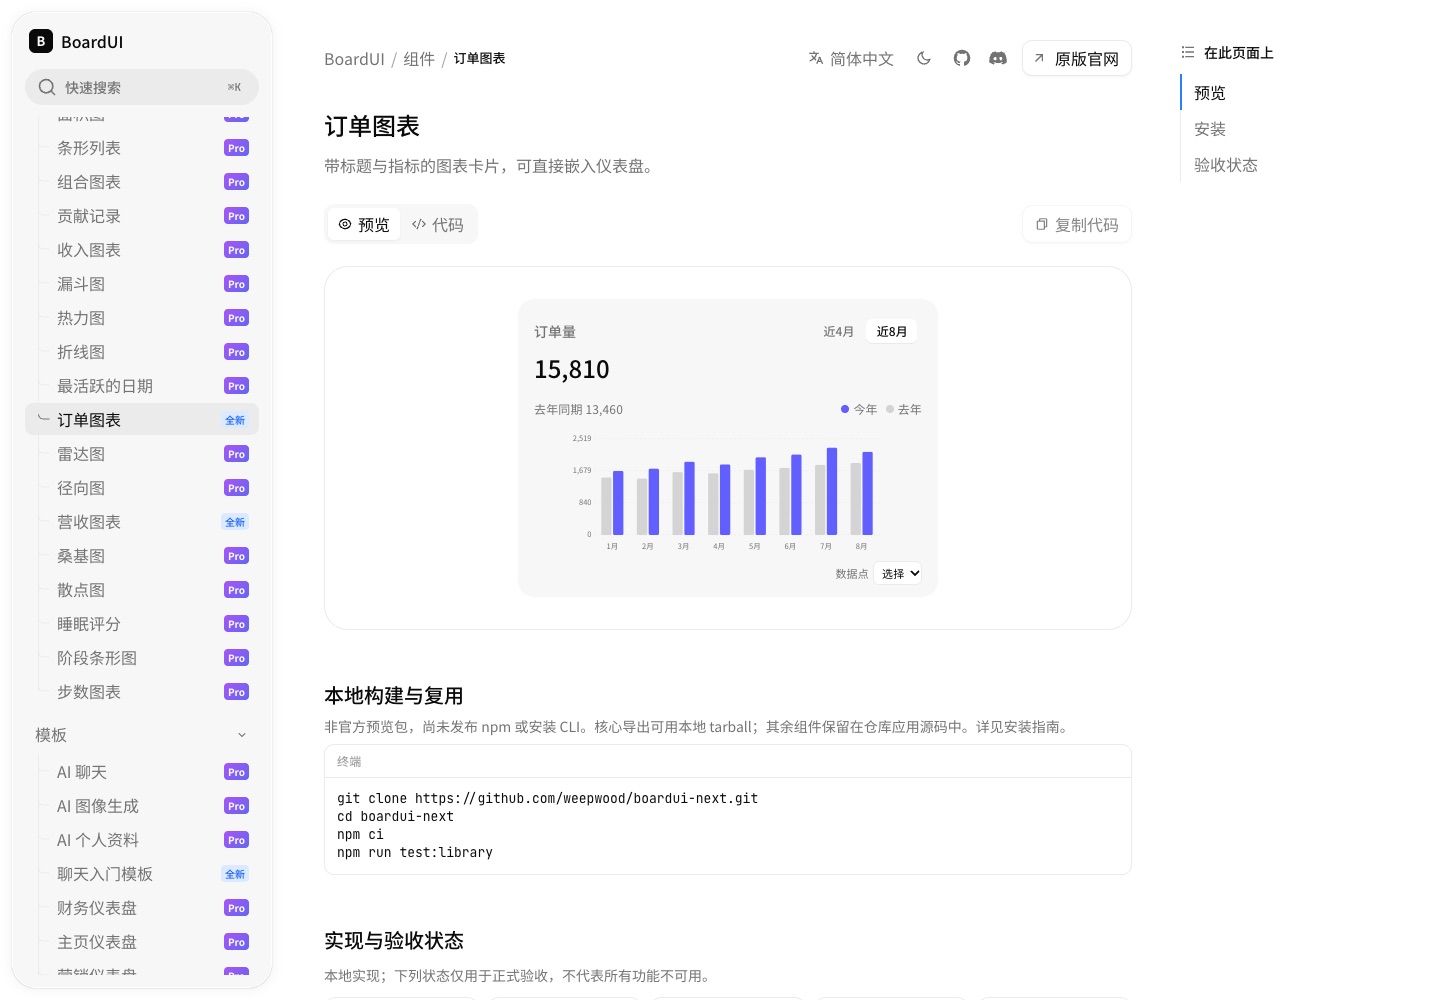 B BoardUI
快速搜索 ⌘K
面积图 Pro
条形列表 Pro
组合图表 Pro
贡献记录 Pro
收入图表 Pro
漏斗图 Pro
热力图 Pro
折线图 Pro
最活跃的日期 Pro
订单图表 全新
雷达图 Pro
径向图 Pro
营收图表 全新
桑基图 Pro
散点图 Pro
睡眠评分 Pro
阶段条形图 Pro
步数图表 Pro
模板
AI 聊天 Pro
AI 图像生成 Pro
AI 个人资料 Pro
聊天入门模板 全新
财务仪表盘 Pro
主页仪表盘 Pro
营销仪表盘 Pro
BoardUI / 组件 / 订单图表
简体中文
原版官网
订单图表
带标题与指标的图表卡片，可直接嵌入仪表盘。
预览 代码
复制代码
订单量 近4月 近8月
15,810
去年同期 13,460 今年 去年
2,519
1,679
840
0
1月 2月 3月 4月 5月 6月 7月 8月
数据点 选择
本地构建与复用
非官方预览包，尚未发布 npm 或安装 CLI。核心导出可用本地 tarball；其余组件保留在仓库应用源码中。详见安装指南。
终端
git clone https://github.com/weepwood/boardui-next.git
cd boardui-next
npm ci
npm run test:library
实现与验收状态
本地实现；下列状态仅用于正式验收，不代表所有功能不可用。
在此页面上
预览
安装
验收状态